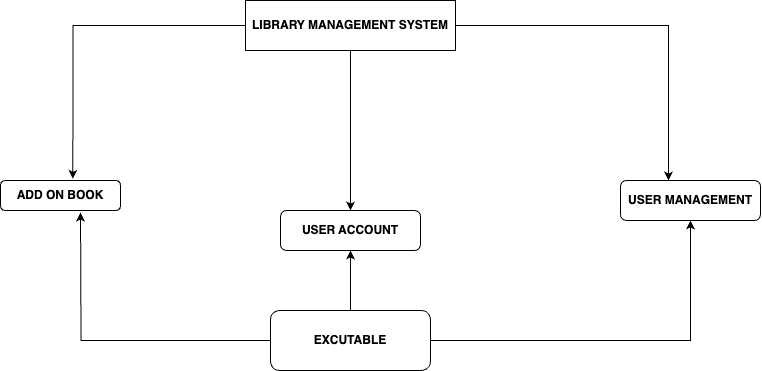 LIBRARY MANAGEMENT SYSTEM
ADD ON BOOK
USER MANAGEMENT
USER ACCOUNT
EXCUTABLE